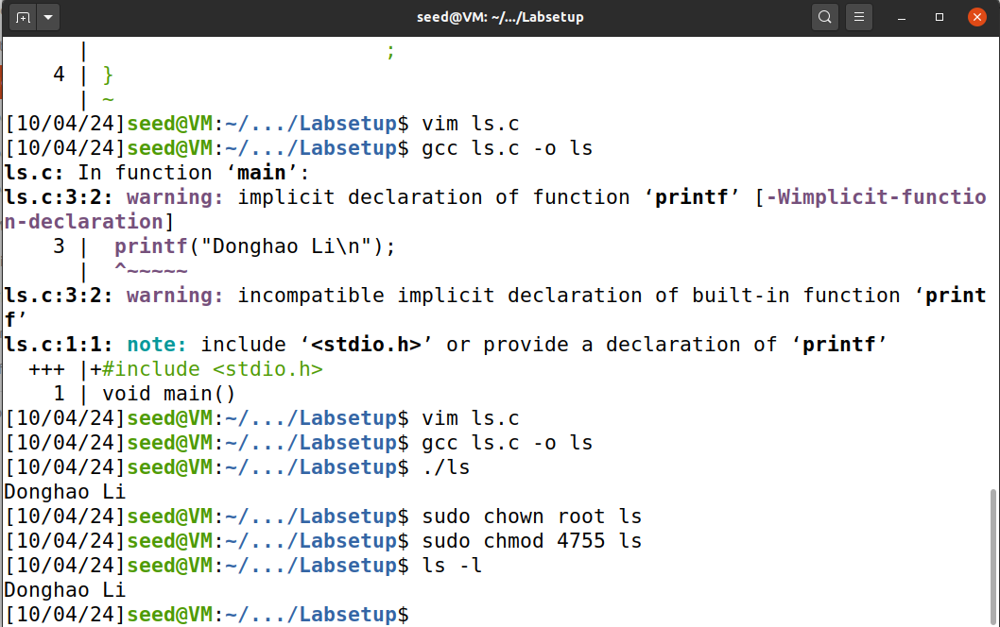 seed@VM: ~/.../Labsetup
| ;
4 | }
| ~
[10/04/24]seed@VM:~/.../Labsetup$ vim ls.c
[10/04/24]seed@VM:~/.../Labsetup$ gcc ls.c -o ls
ls.c: In function ‘main’:
ls.c:3:2: warning: implicit declaration of function ‘printf’ [-Wimplicit-functio
n-declaration]
3 |  printf("Donghao Li\n");
|  ^~~~~~
ls.c:3:2: warning: incompatible implicit declaration of built-in function ‘print
f’
ls.c:1:1: note: include ‘<stdio.h>’ or provide a declaration of ‘printf’
+++ |+#include <stdio.h>
1 | void main()
[10/04/24]seed@VM:~/.../Labsetup$ vim ls.c
[10/04/24]seed@VM:~/.../Labsetup$ gcc ls.c -o ls
[10/04/24]seed@VM:~/.../Labsetup$ ./ls
Donghao Li
[10/04/24]seed@VM:~/.../Labsetup$ sudo chown root ls
[10/04/24]seed@VM:~/.../Labsetup$ sudo chmod 4755 ls
[10/04/24]seed@VM:~/.../Labsetup$ ls -l
Donghao Li
[10/04/24]seed@VM:~/.../Labsetup$